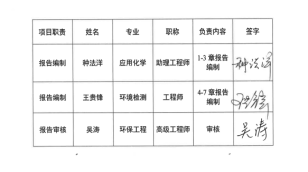 项目职责 姓名 专业 职称 负责内容 签字
报告编制 种法洋 应用化学 助理工程师 1-3 章报告编制 种法洋
报告编制 王贵锋 环境检测 工程师 4-7 章报告编制
报告审核 吴涛 环保工程 高级工程师 审核 吴涛